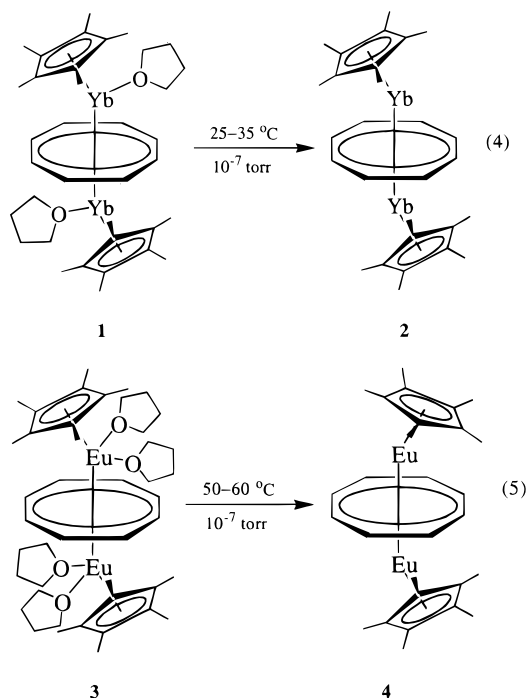 O
Yb
Yb
25–35 °C
(4)
10-7 torr
O
Yb
Yb
1
2
O
Eu
O
Eu
50–60 °C
(5)
10-7 torr
O
Eu
Eu
O
3
4